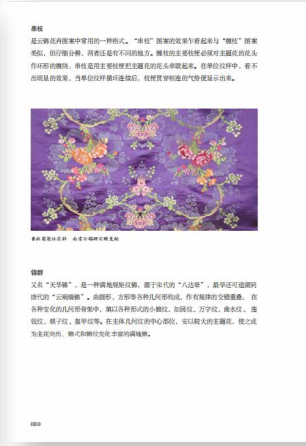 串枝
是云锦花卉图案中常用的一种格式。“串枝”图案的效果乍看起来与“缠枝”图案
类似，但仔细分辨，两者还是有不同的地方。缠枝的主要枝梗必须对主题花的花头
作环形的缠绕，串枝是用主要枝梗把主题花的花头串联起来。在单位纹样中，看不
出明显的效果，当单位纹样循环连续后，枝梗贯穿相连的气势便显示出来。
南京云锦研究所复制
锦群
又名“天华锦”，是一种满地规矩纹锦，源于宋代的“八达晕”，最早还可追溯到
唐代的“云裥瑞锦”。由圆形、方形等各种几何形构成，作有规律的交错重叠，在
各种变化的几何形骨架中，填以各种形式的小锦纹，如回纹、万字纹、曲水纹、连
钱纹、锁子纹、龟甲纹等。在主体几何纹的中心部位，安以较大的主题花，使之成
为主花突出、锦式和锦纹变化丰富的满地锦。
080